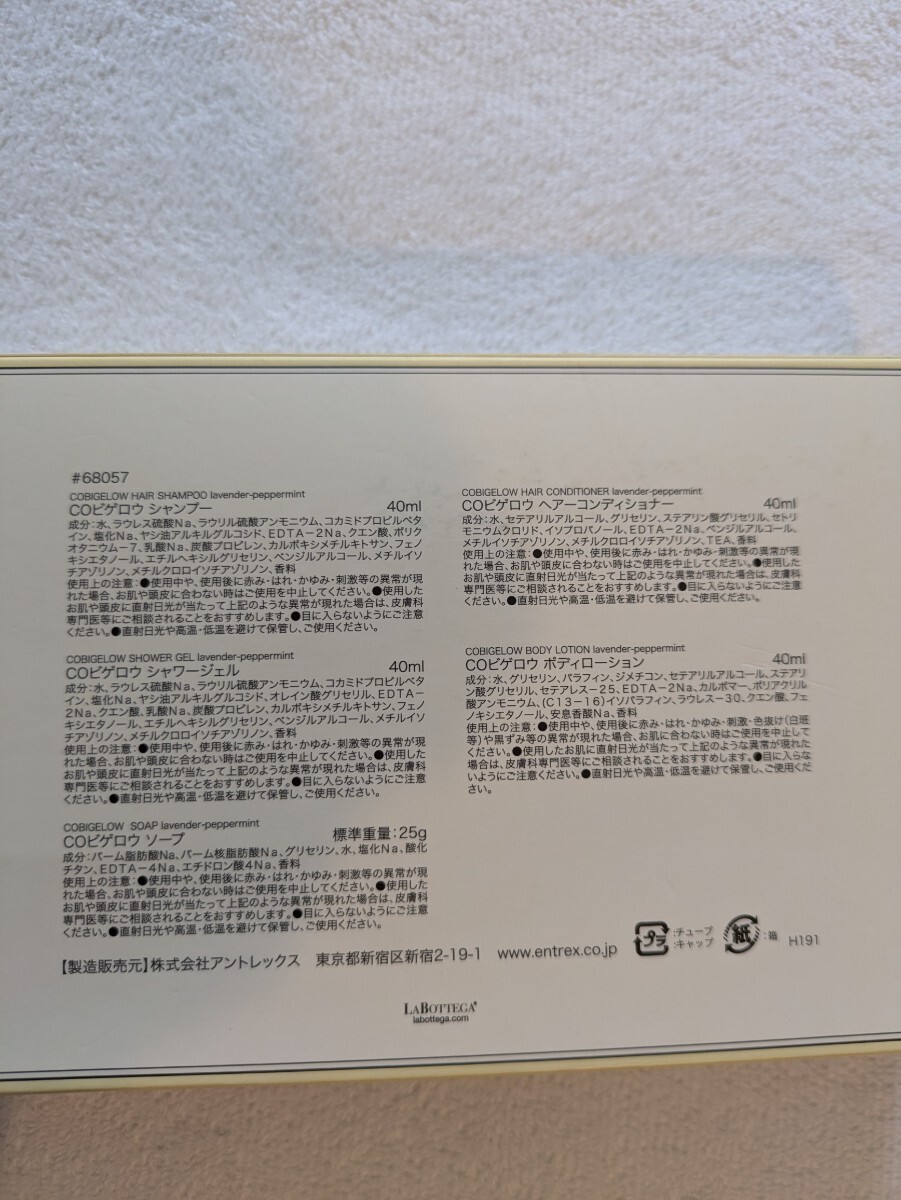 #68057
COBIGELOW HAIR SHAMPOO lavender-peppermint
COビゲロウ シャンプー 40ml
成分:水、ラウレス硫酸Na、ラウリル硫酸アンモニウム、コカミドプロピルベタ
イン、塩化Na、ヤシ油アルキルグルコシド、EDTA−2Na、クエン酸、ポリク
オタニウム−7、乳酸Na、炭酸プロピレン、カルボキシメチルキトサン、フェノ
キシエタノール、エチルヘキシルグリセリン、ベンジルアルコール、メチルイソ
チアゾリノン、メチルクロロイソチアゾリノン、香料
使用上の注意:●使用中や、使用後に赤み・はれ・かゆみ・刺激等の異常が現
れた場合、お肌や頭皮に合わない時はご使用を中止してください。●使用した
お肌や頭皮に直射日光が当たって上記のような異常が現れた場合は、皮膚科
専門医等にご相談されることをおすすめします。●目に入らないようにご注意
ください。●直射日光や高温・低温を避けて保管し、ご使用ください。
COBIGELOW SHOWER GEL lavender-peppermint
COビゲロウ シャワージェル 40ml
成分:水、ラウレス硫酸Na、ラウリル硫酸アンモニウム、コカミドプロピルベタ
イン、塩化Na、ヤシ油アルキルグルコシド、オレイン酸グリセリル、EDTA−
2Na、クエン酸、乳酸Na、炭酸プロピレン、カルボキシメチルキトサン、フェノ
キシエタノール、エチルヘキシルグリセリン、ベンジルアルコール、メチルイソ
チアゾリノン、メチルクロロイソチアゾリノン、香料
使用上の注意:●使用中や、使用後に赤み・はれ・かゆみ・刺激等の異常が現
れた場合、お肌や頭皮に合わない時はご使用を中止してください。●使用した
お肌や頭皮に直射日光が当たって上記のような異常が現れた場合は、皮膚科
専門医等にご相談されることをおすすめします。●目に入らないようにご注意
ください。●直射日光や高温・低温を避けて保管し、ご使用ください。
COBIGELOW SOAP lavender-peppermint
COビゲロウ ソープ 標準重量:25g
成分:パーム脂肪酸Na、パーム核脂肪酸Na、グリセリン、水、塩化Na、酸化
チタン、EDTA−4Na、エチドロン酸4Na、香料
使用上の注意:●使用中や、使用後に赤み・はれ・かゆみ・刺激等の異常が現
れた場合、お肌や頭皮に合わない時はご使用を中止してください。●使用した
お肌や頭皮に直射日光が当たって上記のような異常が現れた場合は、皮膚科
専門医等にご相談されることをおすすめします。●目に入らないようにご注意
ください。●直射日光や高温・低温を避けて保管し、ご使用ください。
COBIGELOW HAIR CONDITIONER lavender-peppermint
COビゲロウ ヘアーコンディショナー 40ml
成分:水、セテアリルアルコール、グリセリン、ステアリン酸グリセリル、セトリ
モニウムクロリド、イソプロパノール、EDTA−2Na、ベンジルアルコール、
メチルイソチアゾリノン、メチルクロロイソチアゾリノン、TEA、香料
使用上の注意:●使用中や、使用後に赤み・はれ・かゆみ・刺激等の異常が現
れた場合、お肌や頭皮に合わない時はご使用を中止してください。●使用した
お肌や頭皮に直射日光が当たって上記のような異常が現れた場合は、皮膚科
専門医等にご相談されることをおすすめします。●目に入らないようにご注意
ください。●直射日光や高温・低温を避けて保管し、ご使用ください。
COBIGELOW BODY LOTION lavender-peppermint
COビゲロウ ボディローション 40ml
成分:水、グリセリン、パラフィン、ジメチコン、セテアリルアルコール、ステアリ
ン酸グリセリル、セテアレス−25、EDTA−2Na、カルボマー、ポリアクリル
酸アンモニウム、(C13−16)イソパラフィン、ラウレス−30、クエン酸、フェ
ノキシエタノール、安息香酸Na、香料
使用上の注意:●使用中や、使用後に赤み・はれ・かゆみ・刺激・色抜け(白斑
等)や黒ずみ等の異常が現れた場合、お肌に合わない時はご使用を中止して
ください。●使用したお肌に直射日光が当たって上記のような異常が現れた
場合は、皮膚科専門医等にご相談されることをおすすめします。●目に入らな
いようにご注意ください。●直射日光や高温・低温を避けて保管し、ご使用くださ
い。
プラ :チューブ
:キャップ
紙 :箱 H191
【製造販売元】株式会社アントレックス 東京都新宿区新宿2-19-1 www.entrex.co.jp
LABOTTEGA
labottega.com